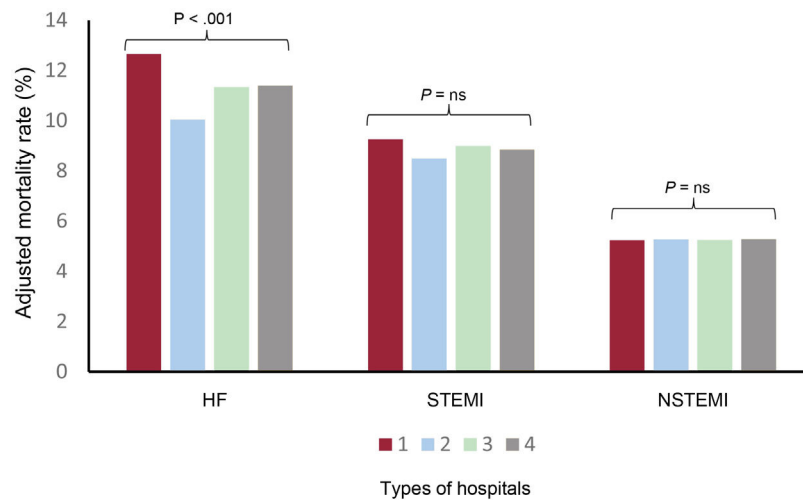 14
12
10
8
6
4
2
0
Adjusted mortality rate (%)
P < .001
P = ns
P = ns
HF
STEMI
NSTEMI
1 2 3 4
Types of hospitals